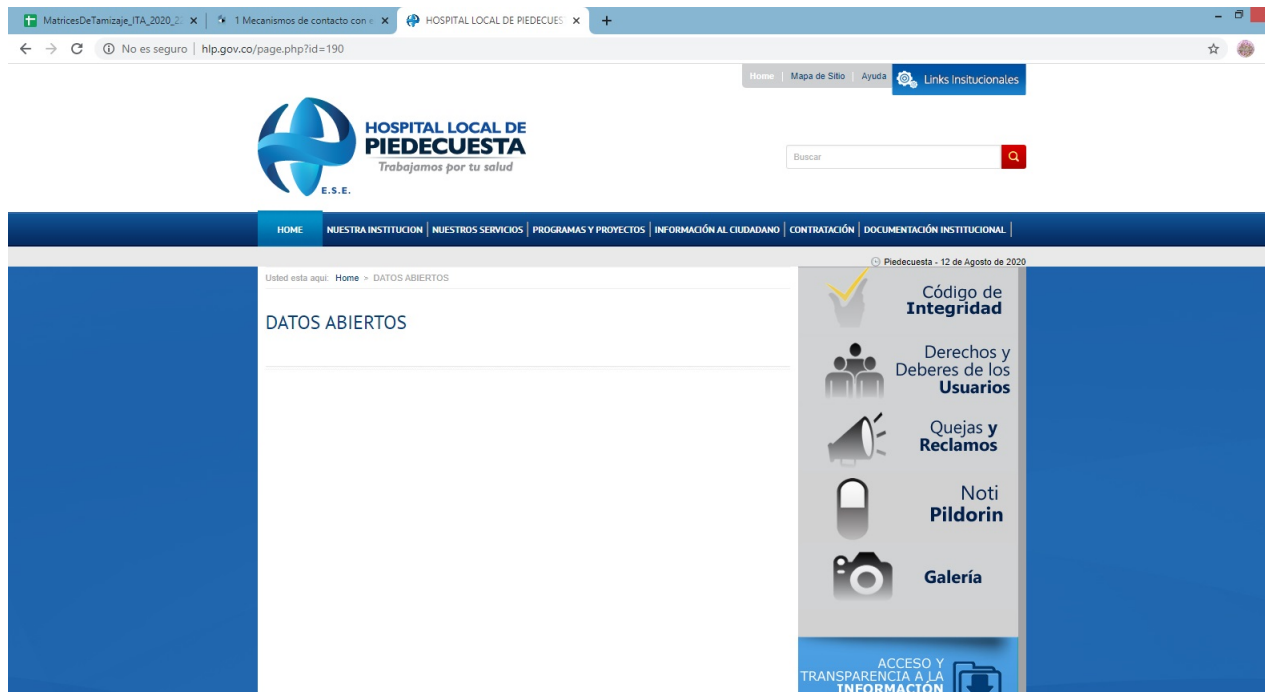 MatricesDeTamizaje_ITA_2020_2
1 Mecanismos de contacto con e
HOSPITAL LOCAL DE PIEDECUES
No es seguro | hlp.gov.co/page.php?id=190
Home | Mapa de Sitio | Ayuda
Links Insitucionales
HOSPITAL LOCAL DE
PIEDECUESTA
Trabajamos por tu salud
E.S.E.
Buscar
HOME NUESTRA INSTITUCION | NUESTROS SERVICIOS | PROGRAMAS Y PROYECTOS | INFORMACIÓN AL CIUDADANO | CONTRATACIÓN | DOCUMENTACIÓN INSTITUCIONAL |
Piedecuesta - 12 de Agosto de 2020
Usted esta aqui: Home > DATOS ABIERTOS
DATOS ABIERTOS
Código de
Integridad
Derechos y
Deberes de los
Usuarios
Quejas y
Reclamos
Noti
Pildorin
Galería
ACCESO Y
TRANSPARENCIA A LA
INFORMACIÓN